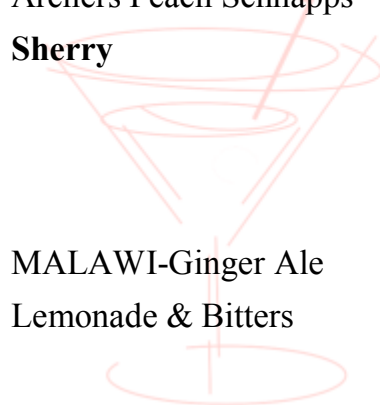 Archers Peach Schnapps
Sherry
MALAWI-Ginger Ale
Lemonade & Bitters